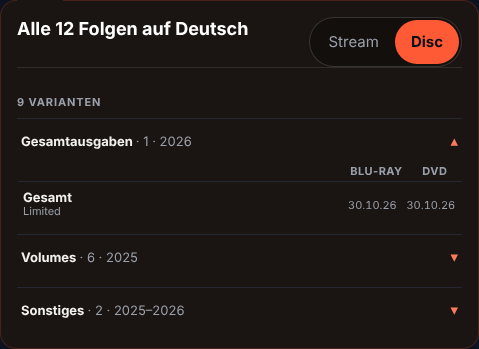 Alle 12 Folgen auf Deutsch
Stream Disc
9 VARIANTEN
Gesamtausgaben · 1 · 2026 ▲
BLU-RAY DVD
Gesamt
Limited
30.10.26 30.10.26
Volumes · 6 · 2025 ▼
Sonstiges · 2 · 2025–2026 ▼